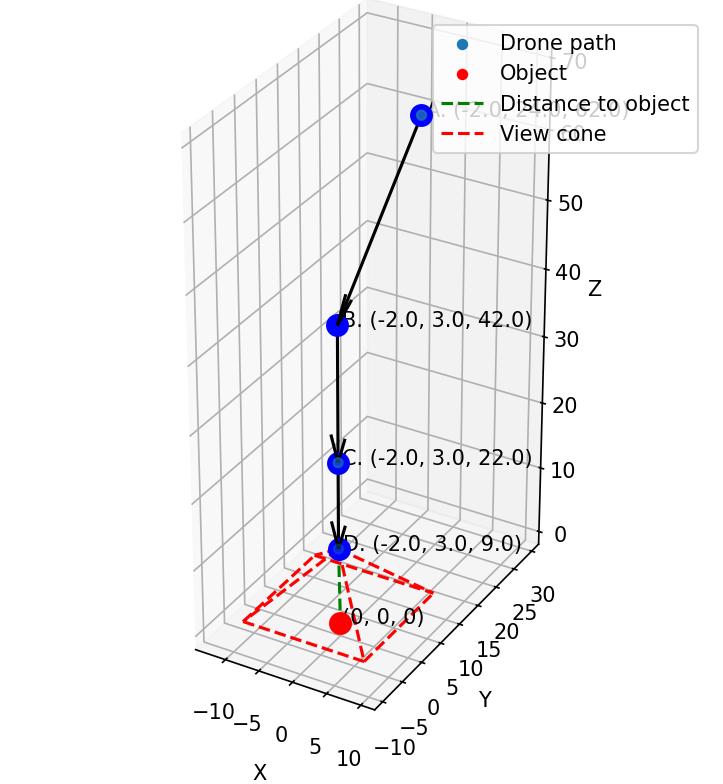 Drone path
Object
Distance to object
View cone
A. (-2.0, 24.0, 62.0)
B. (-2.0, 3.0, 42.0)
C. (-2.0, 3.0, 22.0)
D. (-2.0, 3.0, 9.0)
(0, 0, 0)
70
60
50
40
30
20
10
0
Z
−10
−5
0
5
10
X
−10
−5
0
5
10
15
20
25
30
Y